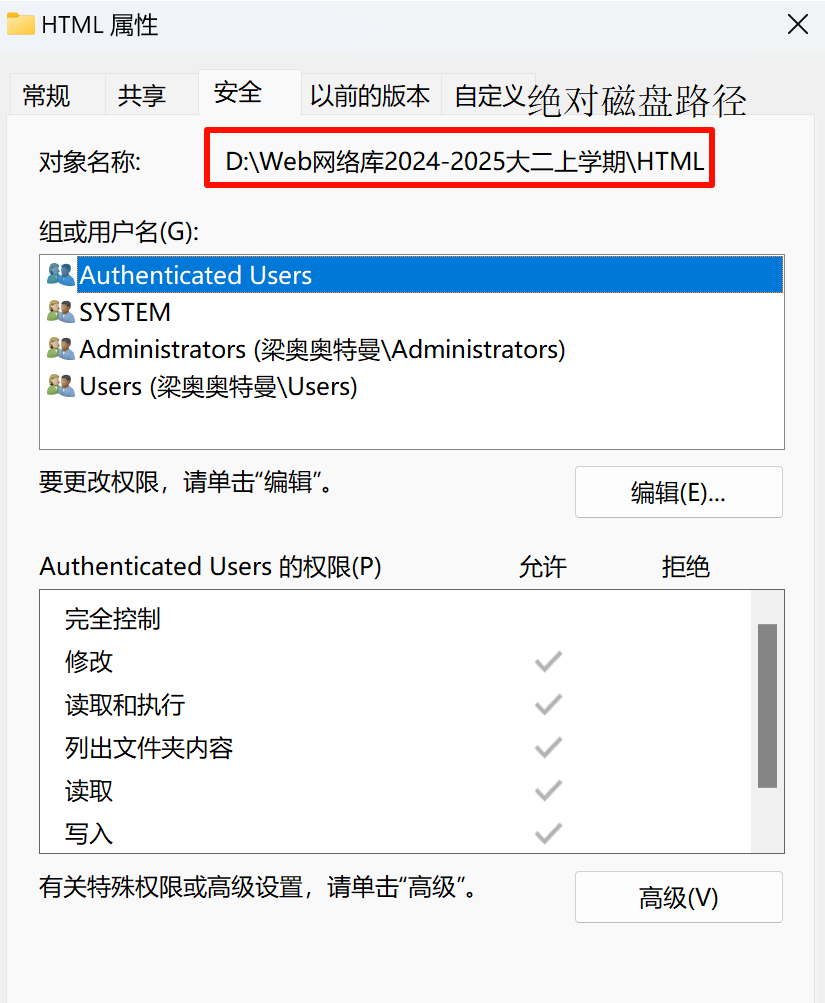 HTML 属性
常规 共享 安全 以前的版本 自定义 绝对磁盘路径
对象名称: D:\Web网络库2024-2025大二上学期\HTML
组或用户名(G):
Authenticated Users
SYSTEM
Administrators (梁奥奥特曼\Administrators)
Users (梁奥奥特曼\Users)
要更改权限，请单击“编辑”。 编辑(E)...
Authenticated Users 的权限(P) 允许 拒绝
完全控制
修改
读取和执行
列出文件夹内容
读取
写入
有关特殊权限或高级设置，请单击“高级”。 高级(V)